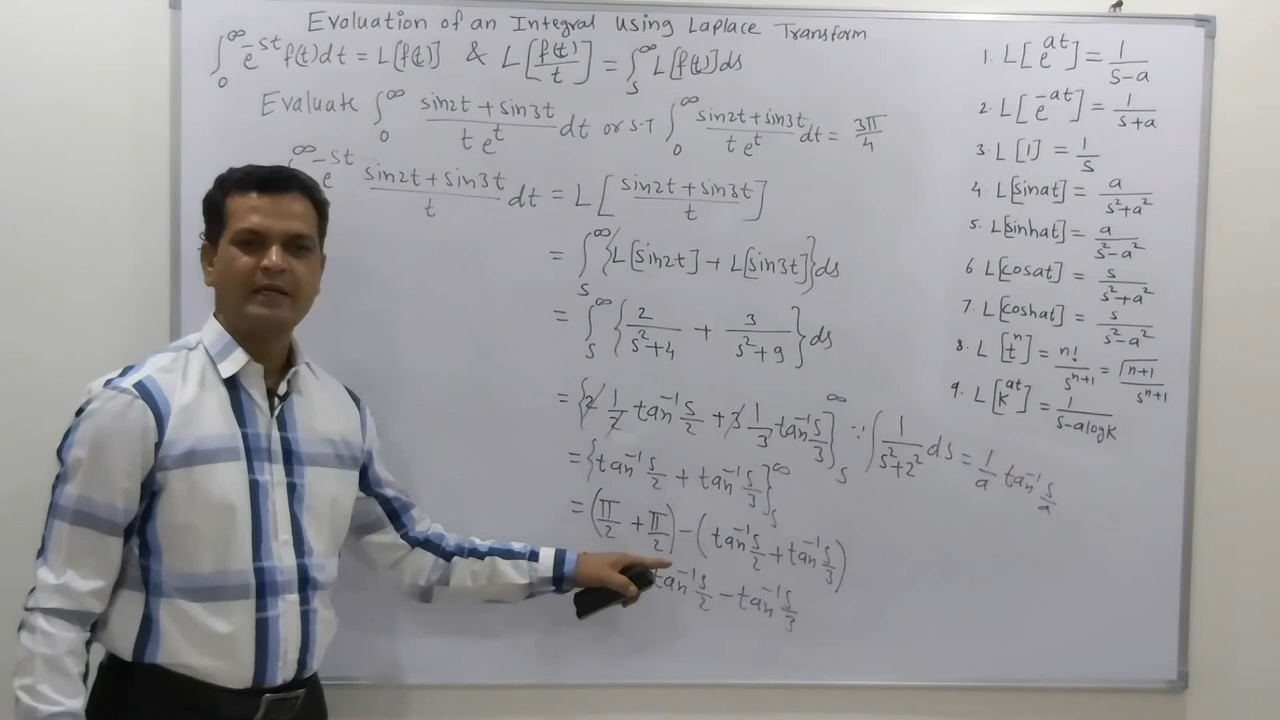 Evaluation of an Integral Using Laplace Transform
∫₀^∞ e^{-st} f(t)dt = L[f(t)] & L[f(t)/t] = ∫_s^∞ L[f(t)]ds
Evaluate ∫₀^∞ (sin2t + sin3t)/(t e^t) dt or S.T ∫₀^∞ (sin2t + sin3t)/(t e^t) dt = 3π/4
∞ e^{-st} (sin2t + sin3t)/t dt = L[(sin2t + sin3t)/t]
= ∫_s^∞ {L[sin2t] + L[sin3t]}ds
= ∫_s^∞ {2/(s²+4) + 3/(s²+9)}ds
= {2 1/2 tan⁻¹ s/2 + 3 1/3 tan⁻¹ s/3}_s^∞ ∵ ∫ 1/(s²+2²) ds = 1/a tan⁻¹ s/a
= {tan⁻¹ s/2 + tan⁻¹ s/3}_s^∞
= (π/2 + π/2) - (tan⁻¹ s/2 + tan⁻¹ s/3)
tan⁻¹ s/2 - tan⁻¹ s/3
1. L[e^{at}] = 1/(s-a)
2. L[e^{-at}] = 1/(s+a)
3. L[1] = 1/s
4. L[sinat] = a/(s²+a²)
5. L[sinhat] = a/(s²-a²)
6 L[cosat] = s/(s²+a²)
7. L[coshat] = s/(s²-a²)
8. L[t^n] = n!/s^{n+1} = Γ(n+1)/s^{n+1}
9. L[k^{at}] = 1/(s-alogk)